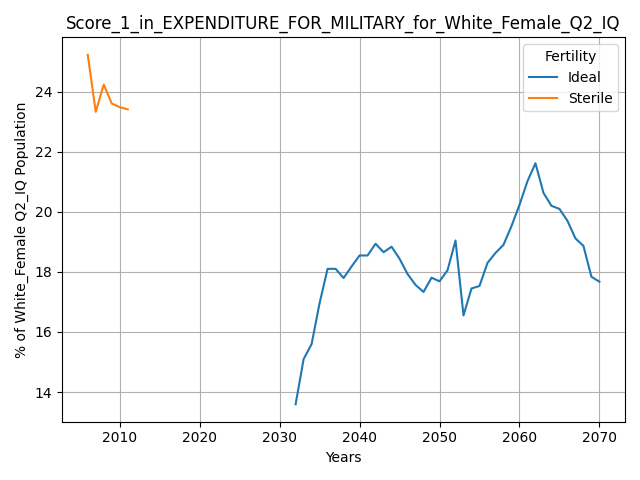 Score_1_in_EXPENDITURE_FOR_MILITARY_for_White_Female_Q2_IQ
Fertility
Ideal
Sterile
% of White_Female Q2_IQ Population
24
22
20
18
16
14
2010
2020
2030
2040
2050
2060
2070
Years